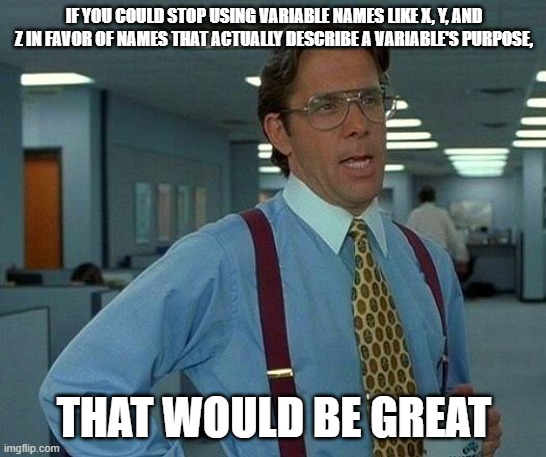 IF YOU COULD STOP USING VARIABLE NAMES LIKE X, Y, AND
Z IN FAVOR OF NAMES THAT ACTUALLY DESCRIBE A VARIABLE'S PURPOSE,
THAT WOULD BE GREAT
imgflip.com